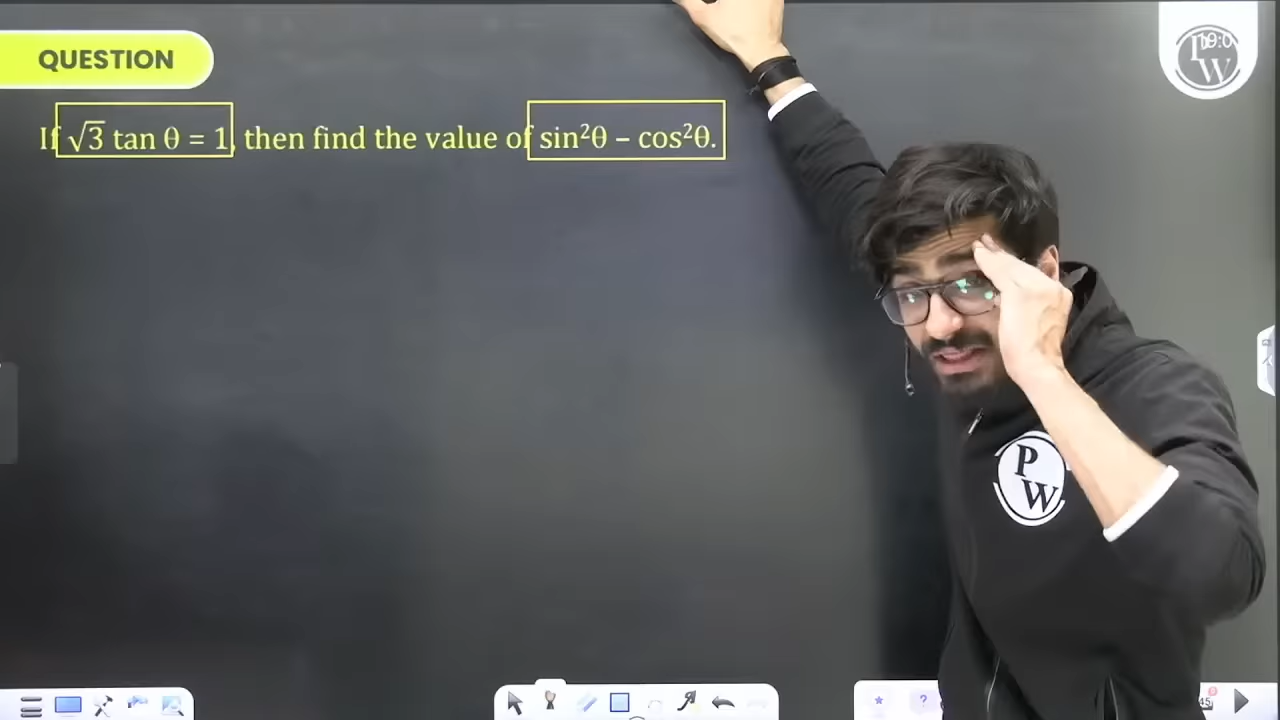 QUESTION
If √3 tan θ = 1, then find the value of sin²θ – cos²θ.
P
W